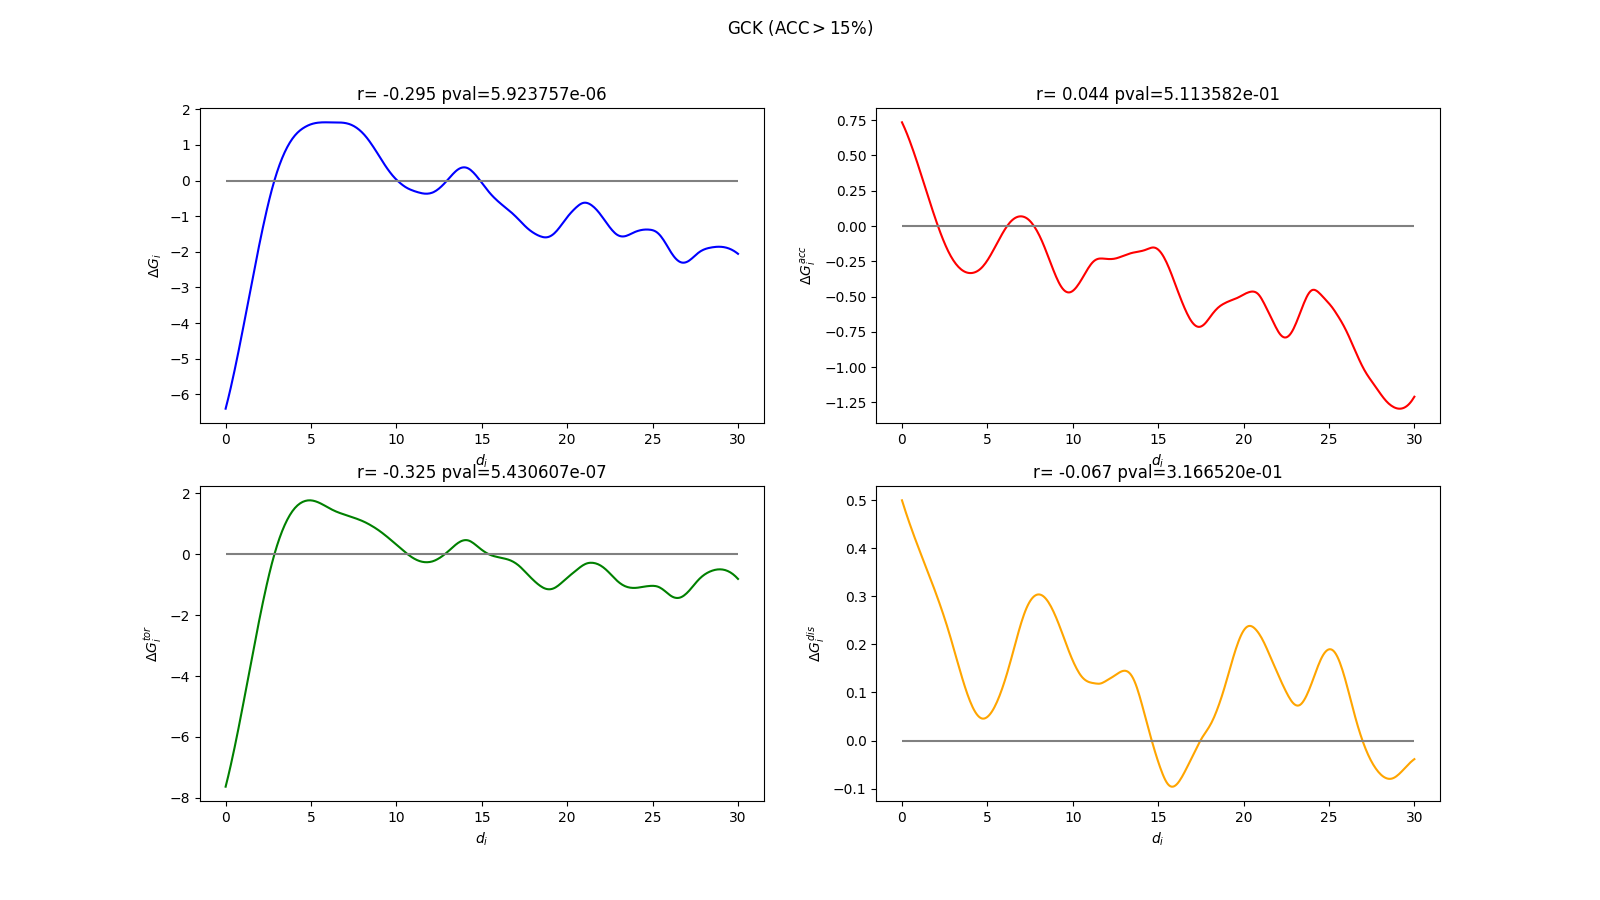 GCK (ACC > 15%)
r= -0.295 pval=5.923757e-06
2
1
0
−1
−2
−3
−4
−5
−6
ΔG_i
0 5 10 15 20 25 30
d_i
r= 0.044 pval=5.113582e-01
0.75
0.50
0.25
0.00
−0.25
−0.50
−0.75
−1.00
−1.25
ΔG_i^acc
0 5 10 15 20 25 30
d_i
r= -0.325 pval=5.430607e-07
2
0
−2
−4
−6
−8
ΔG_i^tor
0 5 10 15 20 25 30
d_i
r= -0.067 pval=3.166520e-01
0.5
0.4
0.3
0.2
0.1
0.0
−0.1
ΔG_i^dis
0 5 10 15 20 25 30
d_i